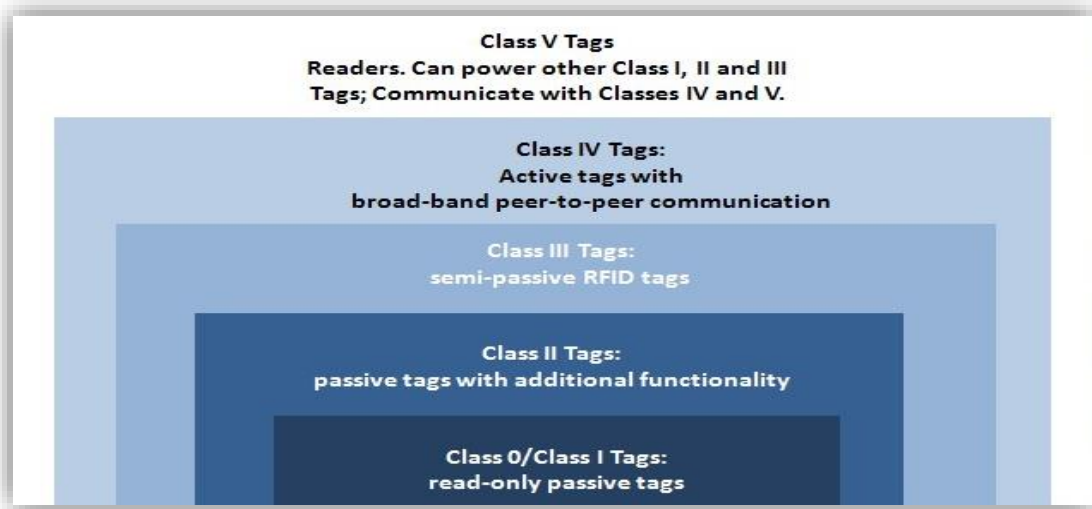 Class V Tags
Readers. Can power other Class I, II and III
Tags; Communicate with Classes IV and V.
Class IV Tags:
Active tags with
broad-band peer-to-peer communication
Class III Tags:
semi-passive RFID tags
Class II Tags:
passive tags with additional functionality
Class 0/Class I Tags:
read-only passive tags